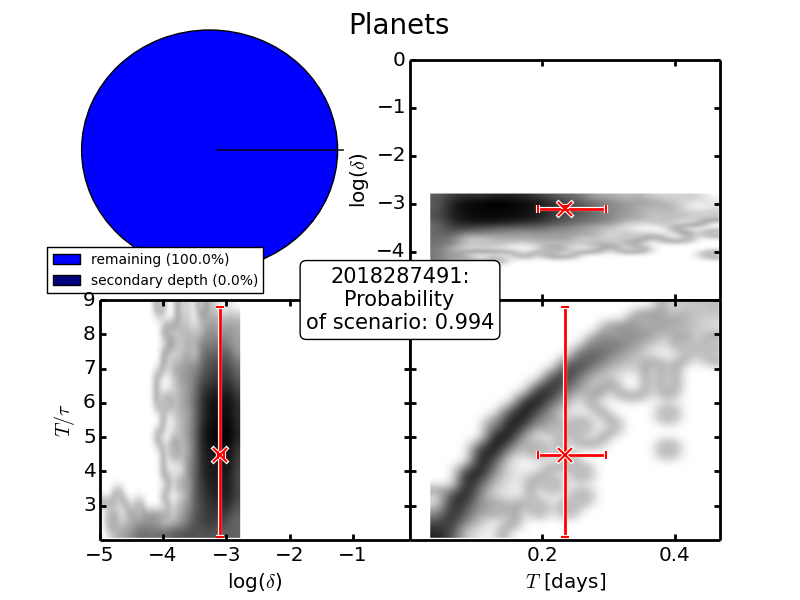 Planets
0
−1
−2
−3
−4
log(δ)
remaining (100.0%)
secondary depth (0.0%)
2018287491:
Probability
of scenario: 0.994
9
8
7
6
5
4
3
T/τ
−5 −4 −3 −2 −1
log(δ)
0.2 0.4
T [days]